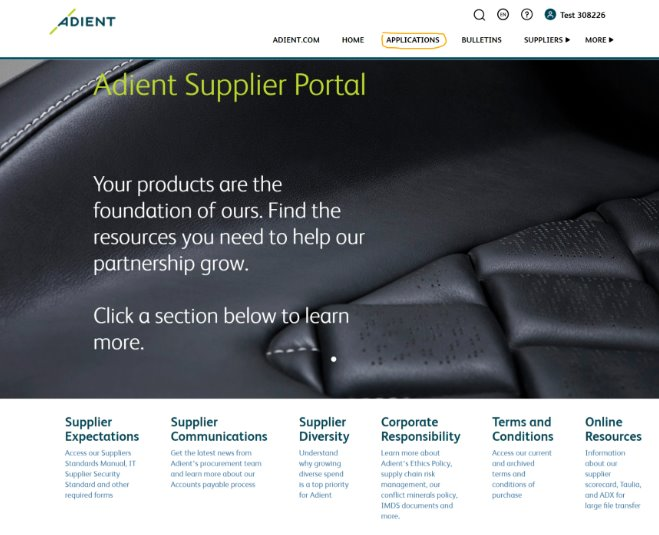 ADIENT
EN
?
Test 308226
ADIENT.COM HOME APPLICATIONS BULLETINS SUPPLIERS MORE
Adient Supplier Portal
Your products are the
foundation of ours. Find the
resources you need to help our
partnership grow.
Click a section below to learn
more.
Supplier
Expectations
Access our Suppliers
Standards Manual, IT
Supplier Security
Standard and other
required forms
Supplier
Communications
Get the latest news from
Adient's procurement team
and learn more about our
Accounts payable process
Supplier
Diversity
Understand
why growing
diverse spend
is a top priority
for Adient
Corporate
Responsibility
Learn more about
Adient's Ethics Policy,
supply chain risk
management, our
conflict minerals policy,
IMDS documents and
more.
Terms and
Conditions
Access our current
and archived
terms and
conditions of
purchase
Online
Resources
Information
about our
supplier
scorecard, Taulia,
and ADX for
large file transfer